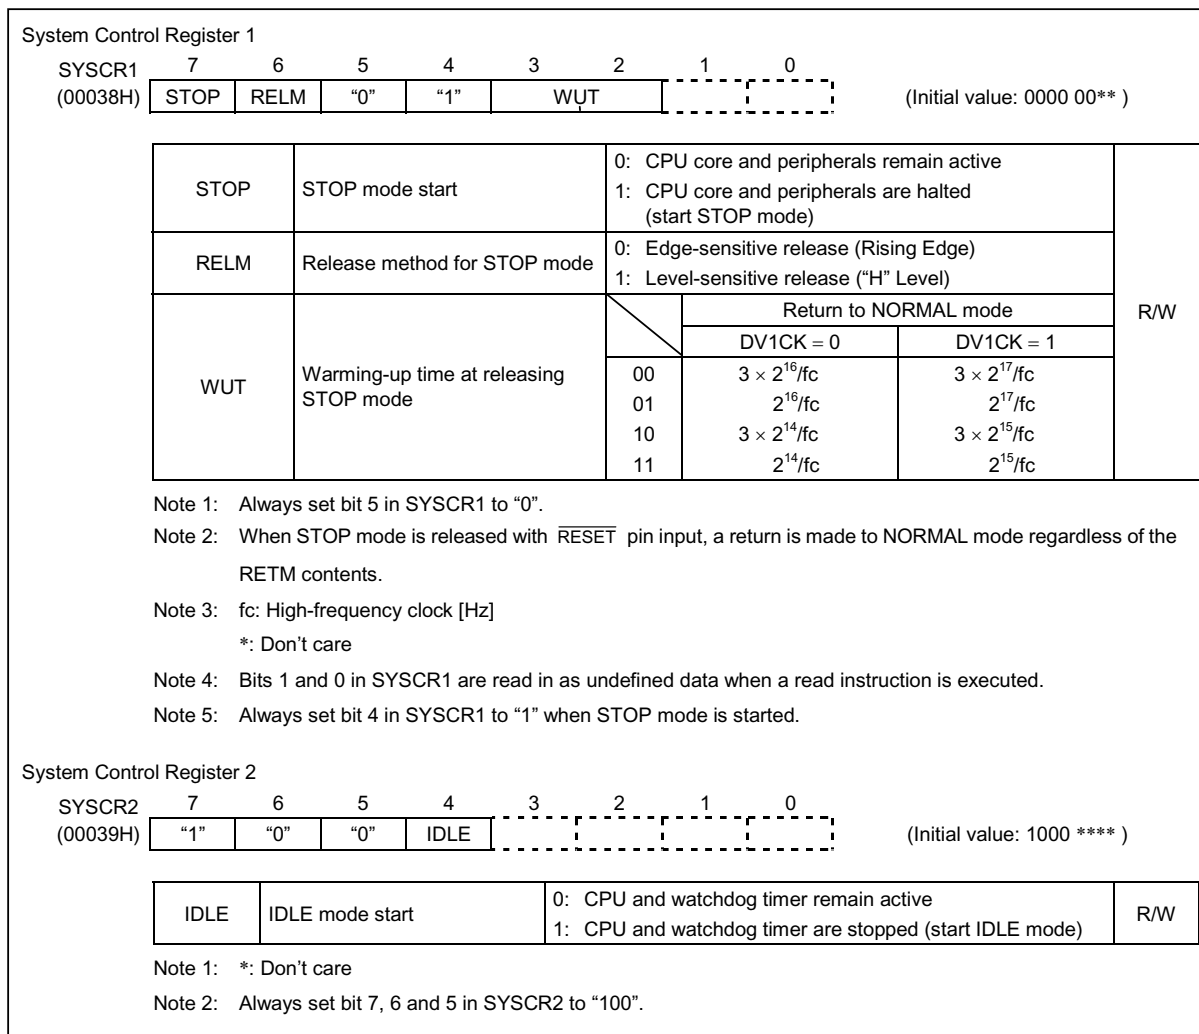 System Control Register 1
SYSCR1 7 6 5 4 3 2 1 0
(00038H) STOP RELM “0” “1” WUT (Initial value: 0000 00** )
STOP STOP mode start 0: CPU core and peripherals remain active
1: CPU core and peripherals are halted
(start STOP mode)
RELM Release method for STOP mode 0: Edge-sensitive release (Rising Edge)
1: Level-sensitive release (“H” Level)
R/W
WUT Warming-up time at releasing
STOP mode
Return to NORMAL mode
DV1CK = 0 DV1CK = 1
00 3 × 2^16/fc 3 × 2^17/fc
01 2^16/fc 2^17/fc
10 3 × 2^14/fc 3 × 2^15/fc
11 2^14/fc 2^15/fc
Note 1: Always set bit 5 in SYSCR1 to “0”.
Note 2: When STOP mode is released with RESET pin input, a return is made to NORMAL mode regardless of the
RETM contents.
Note 3: fc: High-frequency clock [Hz]
*: Don’t care
Note 4: Bits 1 and 0 in SYSCR1 are read in as undefined data when a read instruction is executed.
Note 5: Always set bit 4 in SYSCR1 to “1” when STOP mode is started.
System Control Register 2
SYSCR2 7 6 5 4 3 2 1 0
(00039H) “1” “0” “0” IDLE (Initial value: 1000 **** )
IDLE IDLE mode start 0: CPU and watchdog timer remain active
1: CPU and watchdog timer are stopped (start IDLE mode)
R/W
Note 1: *: Don’t care
Note 2: Always set bit 7, 6 and 5 in SYSCR2 to “100”.